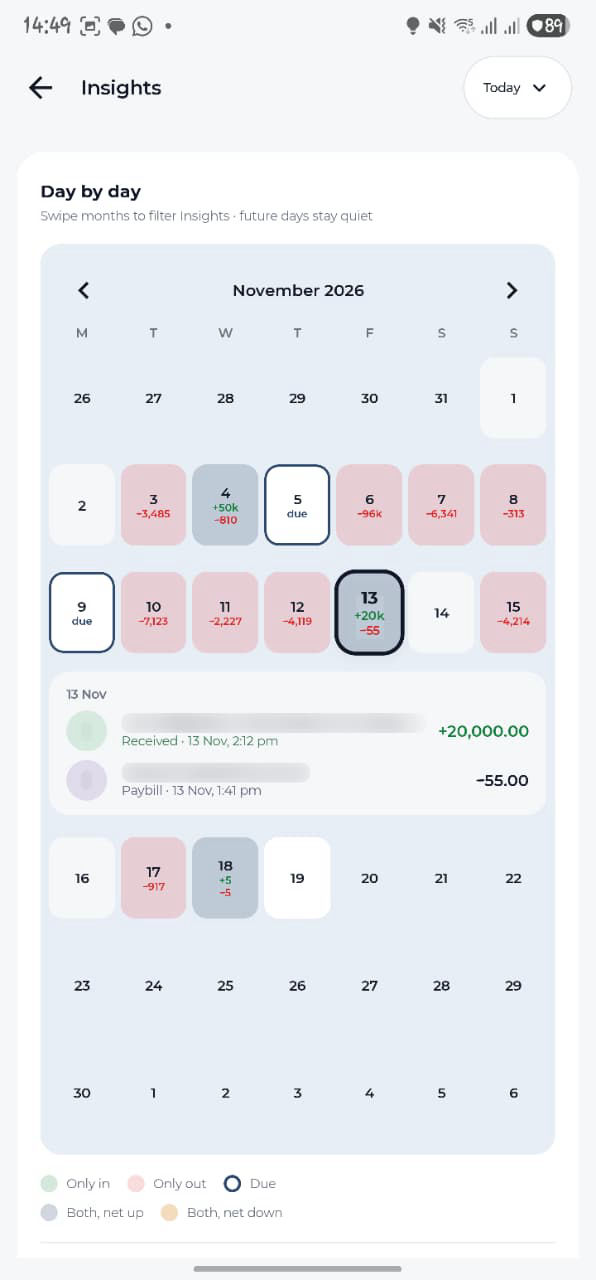 14:49
89
Insights
Today
Day by day
Swipe months to filter Insights · future days stay quiet
November 2026
M T W T F S S
26 27 28 29 30 31 1
2 3 4 5 6 7 8
−3,485 +50k due −96k −6,341 −313
−810
9 10 11 12 13 14 15
due −7,123 −2,227 −4,119 +20k −4,214
−55
13 Nov
+20,000.00
Received · 13 Nov, 2:12 pm
Paybill · 13 Nov, 1:41 pm
−55.00
16 17 18 19 20 21 22
−917 +5
−5
23 24 25 26 27 28 29
30 1 2 3 4 5 6
Only in Only out Due
Both, net up Both, net down